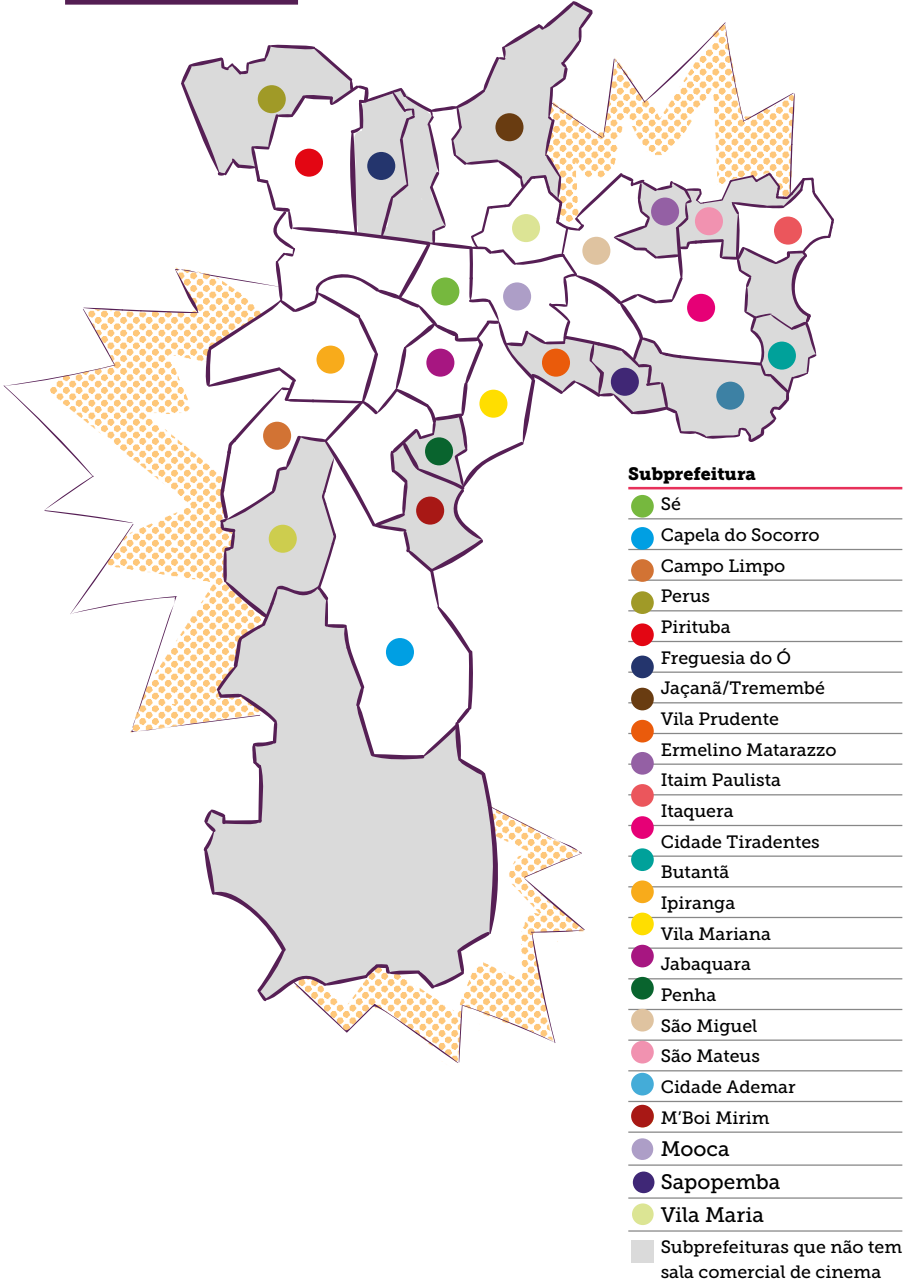 Subprefeitura
Sé
Capela do Socorro
Campo Limpo
Perus
Pirituba
Freguesia do Ó
Jaçanã/Tremembé
Vila Prudente
Ermelino Matarazzo
Itaim Paulista
Itaquera
Cidade Tiradentes
Butantã
Ipiranga
Vila Mariana
Jabaquara
Penha
São Miguel
São Mateus
Cidade Ademar
M'Boi Mirim
Mooca
Sapopemba
Vila Maria
Subprefeituras que não tem
sala comercial de cinema